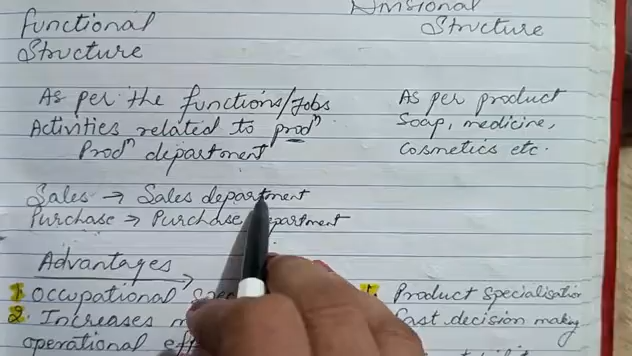 Functional
Structure
Divisional
Structure
As per the functions/Jobs
Activities related to prodⁿ
Prodⁿ department
As per product
Soap, medicine,
Cosmetics etc.
Sales → Sales department
Purchase → Purchase department
Advantages
1. Occupational
2. Increases
operational
1. Product specialisation
Fast decision making